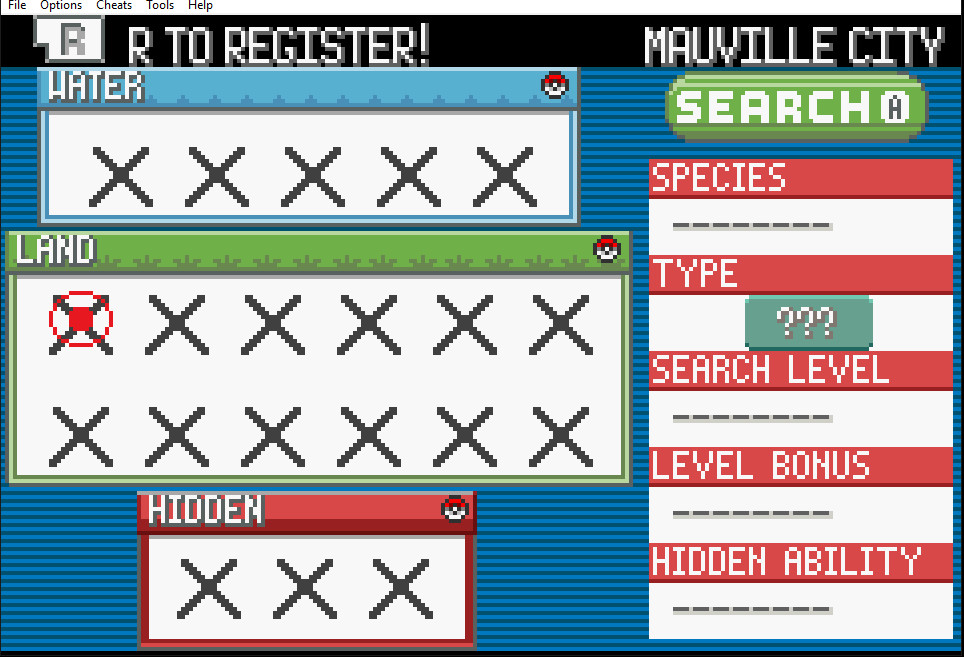 File Options Cheats Tools Help
R R TO REGISTER! MAUVILLE CITY
WATER
SEARCH A
SPECIES
--------
LAND
TYPE
???
SEARCH LEVEL
--------
LEVEL BONUS
--------
HIDDEN
HIDDEN ABILITY
--------